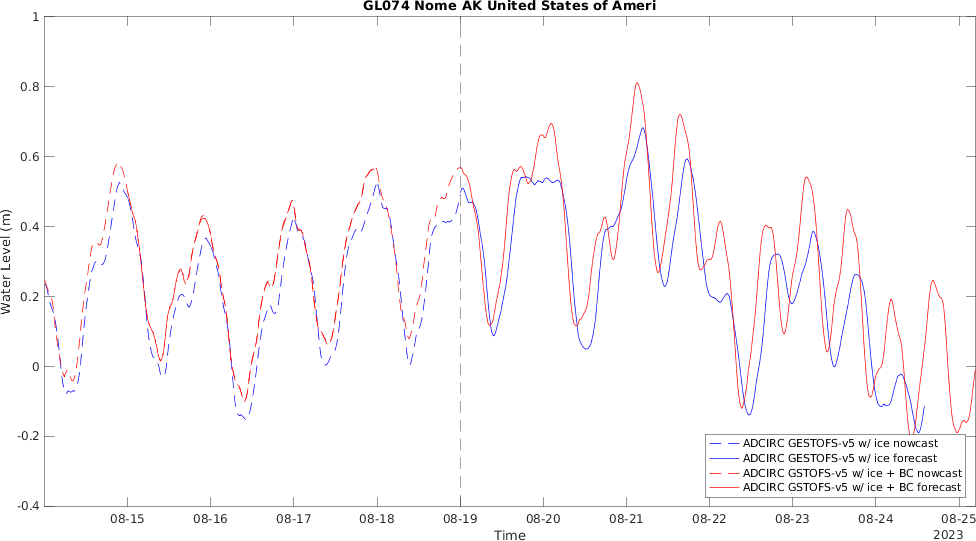 GL074 Nome AK United States of Ameri
1
0.8
0.6
0.4
0.2
0
-0.2
-0.4
Water Level (m)
08-15 08-16 08-17 08-18 08-19 08-20 08-21 08-22 08-23 08-24 08-25
2023
Time
ADCIRC GESTOFS-v5 w/ ice nowcast
ADCIRC GESTOFS-v5 w/ ice forecast
ADCIRC GSTOFS-v5 w/ ice + BC nowcast
ADCIRC GSTOFS-v5 w/ ice + BC forecast